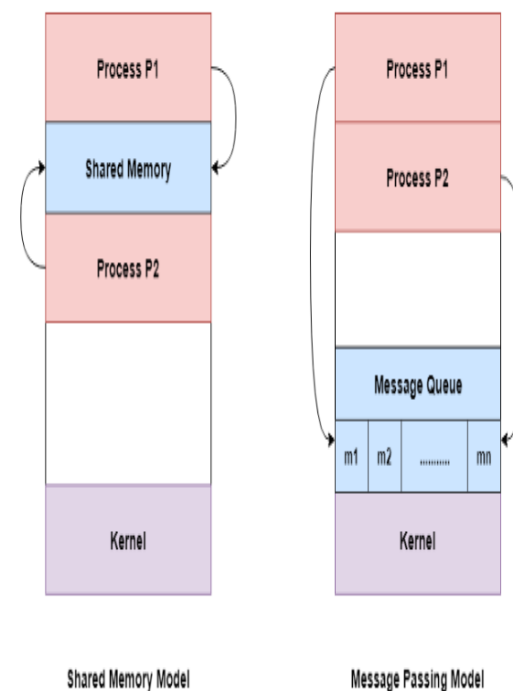 Process P1
Shared Memory
Process P2
Kernel
Shared Memory Model
Process P1
Process P2
Message Queue
m1 m2 .......... mn
Kernel
Message Passing Model